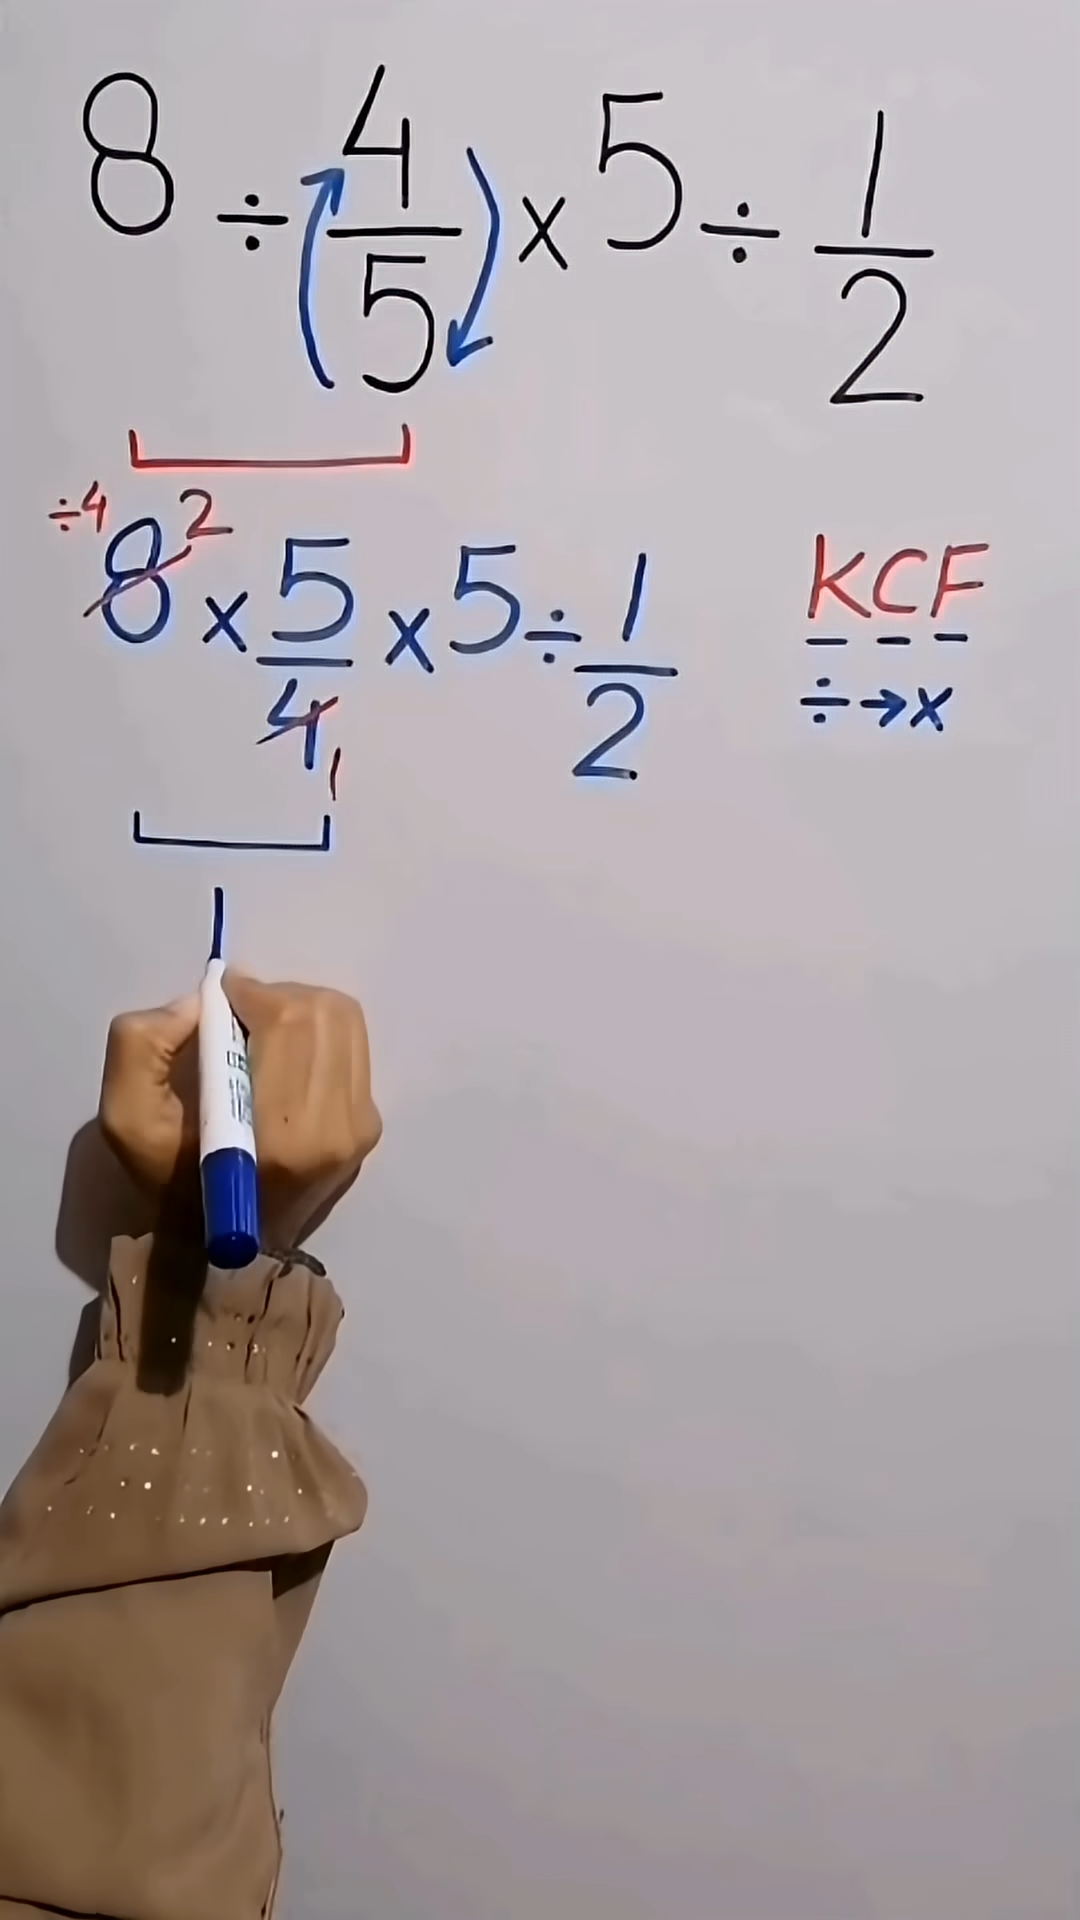 8 ÷ 4/5 × 5 ÷ 1/2
÷4 2
8 × 5/4 × 5 ÷ 1/2
1
KCF
÷→×
1